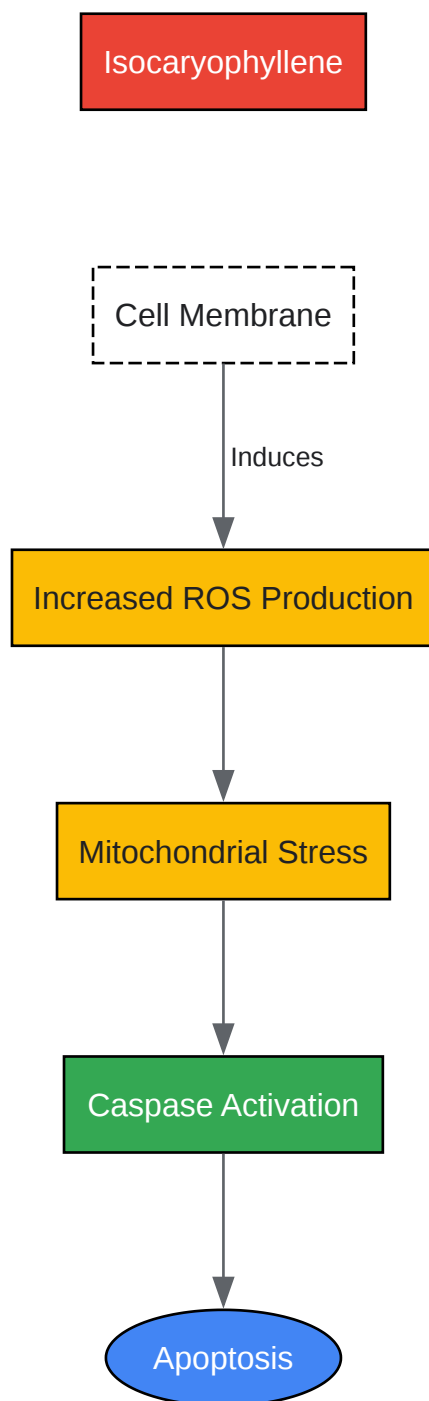 Isocaryophyllene
Cell Membrane
Induces
Increased ROS Production
Mitochondrial Stress
Caspase Activation
Apoptosis